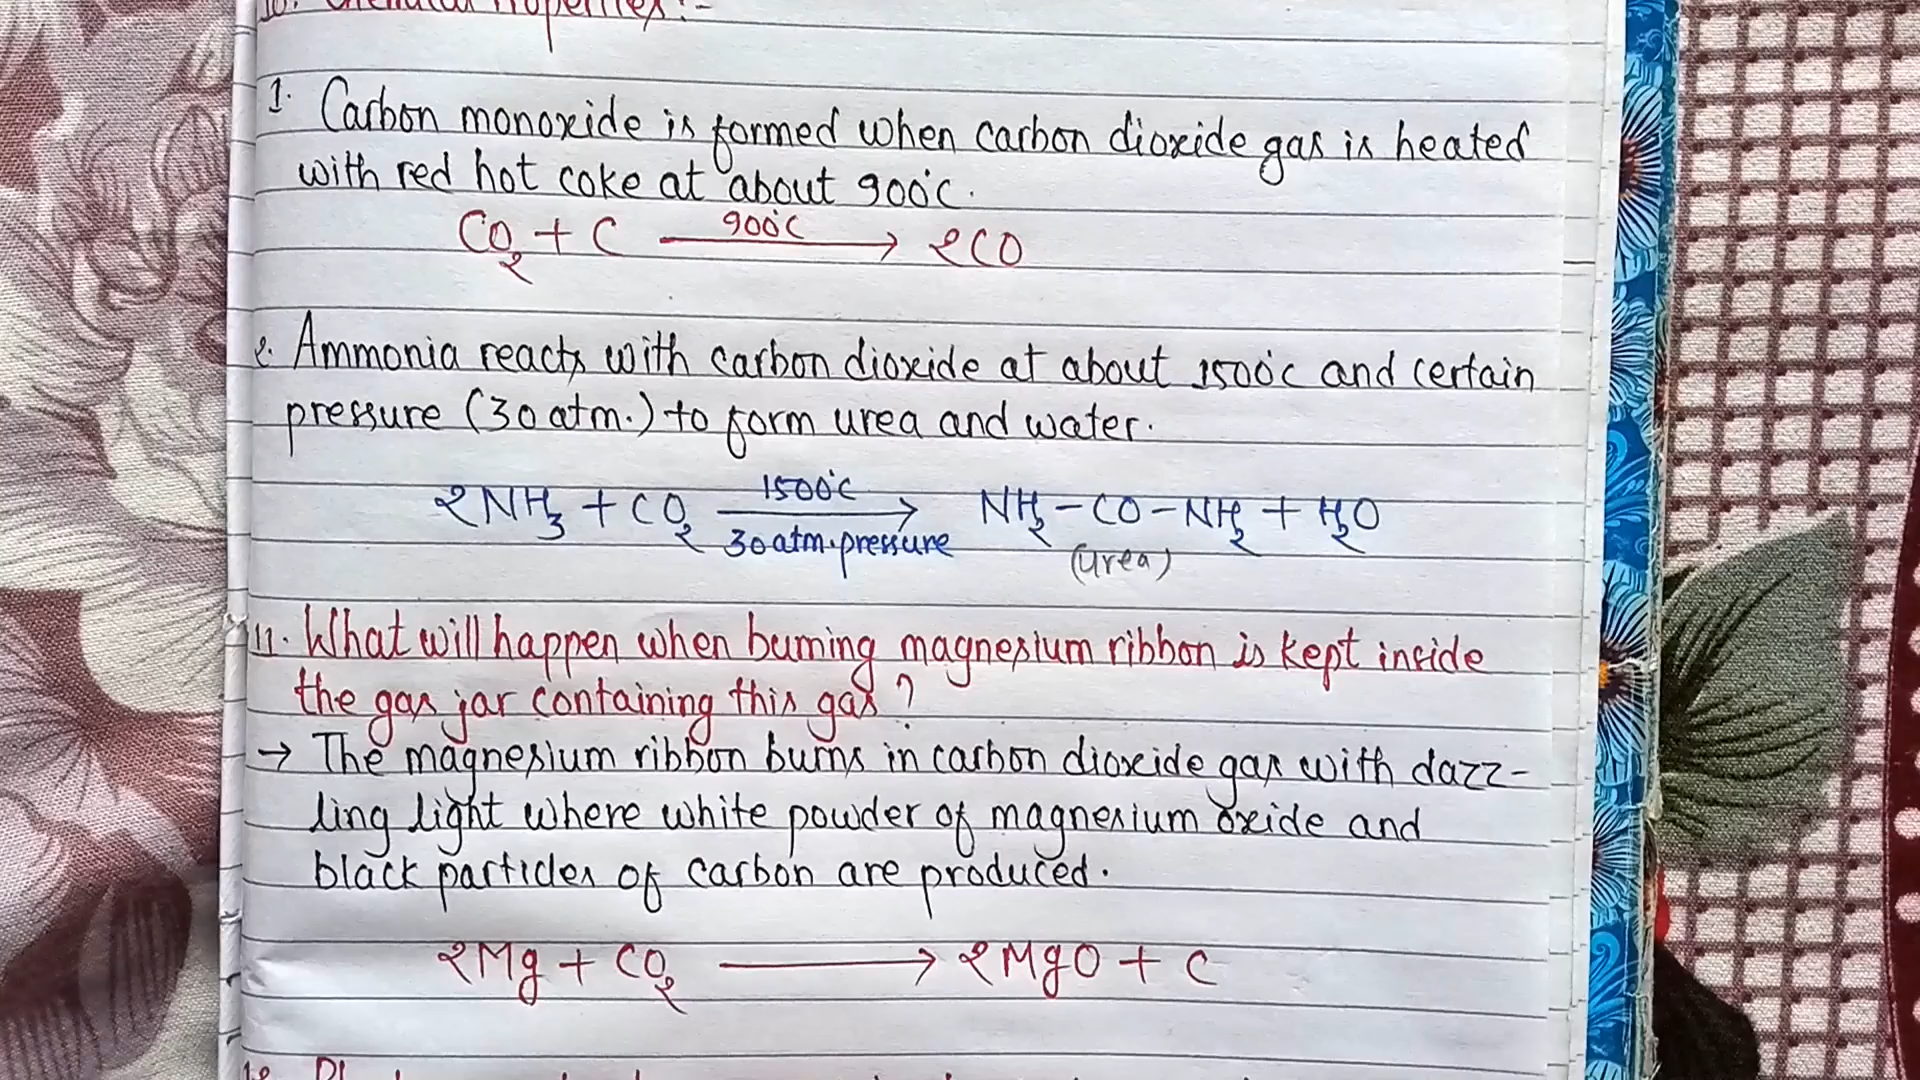 10. Chemical Properties:-
1. Carbon monoxide is formed when carbon dioxide gas is heated
with red hot coke at about 900°C.
CO₂ + C 900°C → 2CO
2. Ammonia reacts with carbon dioxide at about 1500°C and certain
pressure (30 atm.) to form urea and water.
2NH₃ + CO₂ 1500°C → 30 atm. pressure NH₂-CO-NH₂ + H₂O
(Urea)
11. What will happen when burning magnesium ribbon is kept inside
the gas jar containing this gas?
→ The magnesium ribbon burns in carbon dioxide gas with dazz-
ling light where white powder of magnesium oxide and
black particles of carbon are produced.
2Mg + CO₂ → 2MgO + C